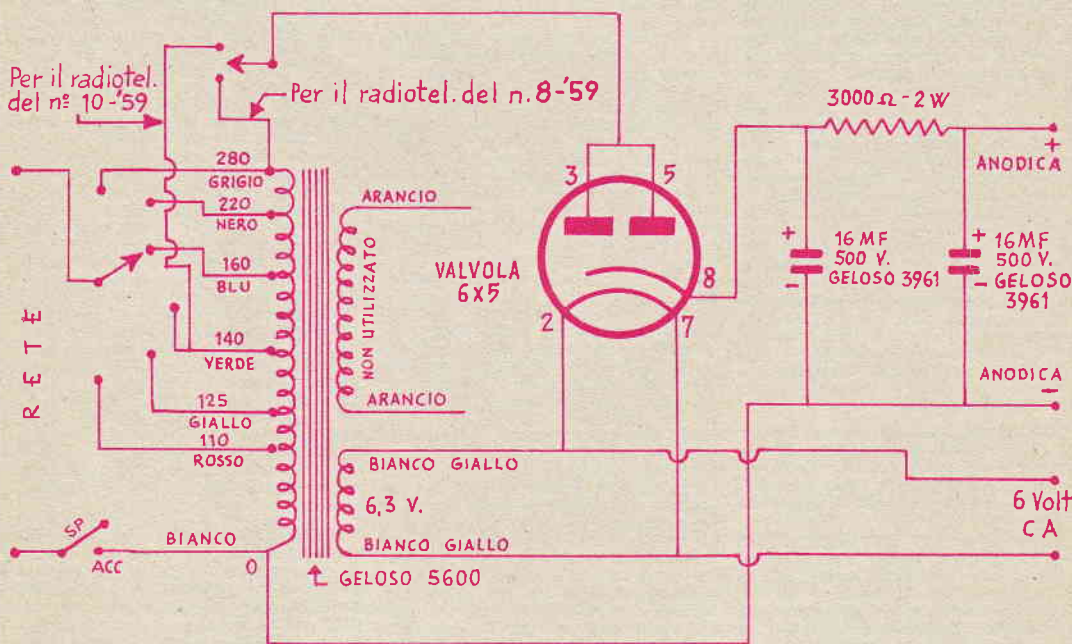 Per il radiotel.
del nº 10-'59
Per il radiotel. del n. 8-'59
3000 Ω - 2 W
+
ANODICA
280
GRIGIO
220
NERO
160
BLU
140
VERDE
125
GIALLO
110
ROSSO
RETE
ARANCIO
NON UTILIZZATO
ARANCIO
VALVOLA
6X5
3
5
8
2
7
+
16 MF
500 V.
GELOSO 3961
-
+
16 MF
500 V.
- GELOSO
3961
ANODICA
-
BIANCO GIALLO
6,3 V.
BIANCO GIALLO
6 Volt
C A
SP
ACC
BIANCO
0
GELOSO 5600